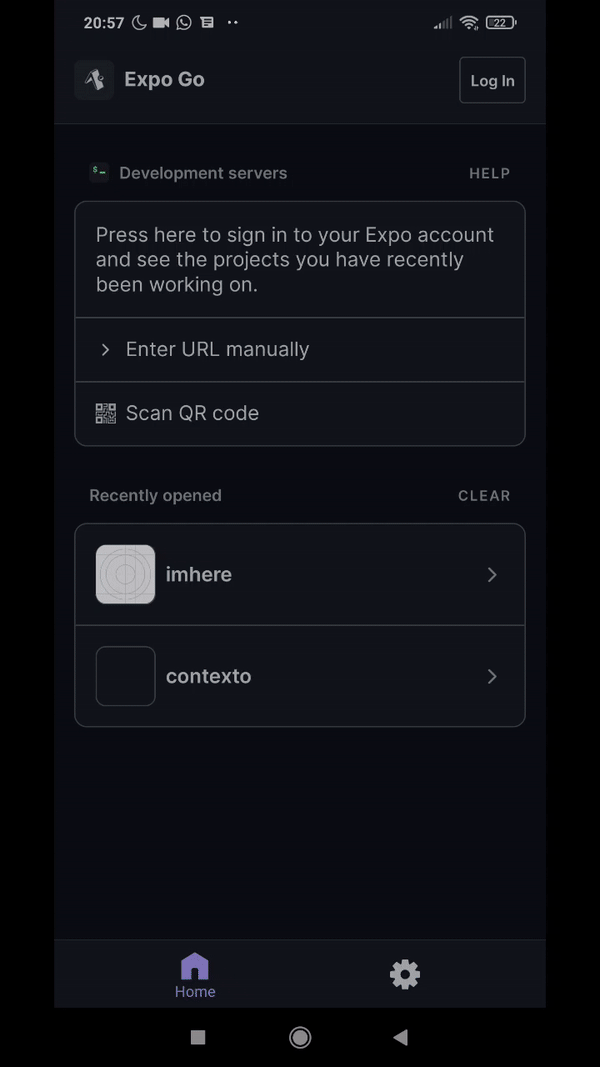 20:57
22
Expo Go
Log In
$-
Development servers
HELP
Press here to sign in to your Expo account
and see the projects you have recently
been working on.
Enter URL manually
Scan QR code
Recently opened
CLEAR
imhere
contexto
Home